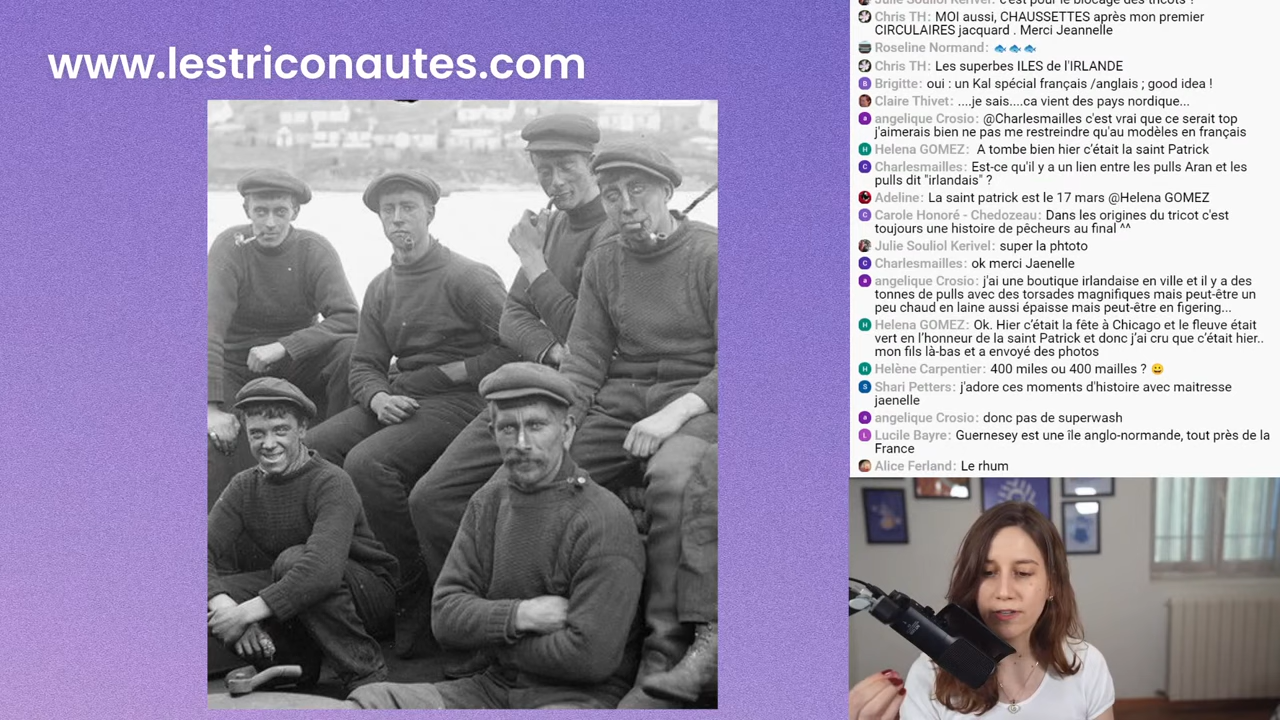 www.lestriconautes.com
Chris TH: MOI aussi, CHAUSSETTES après mon premier
CIRCULAIRES jacquard . Merci Jeannelle
Roseline Normand: 🐟 🐟 🐟
Chris TH: Les superbes ILES de l'IRLANDE
B Brigitte: oui : un Kal spécial français /anglais ; good idea !
Claire Thivet: ....je sais....ca vient des pays nordique...
a angelique Crosio: @Charlesmailles c'est vrai que ce serait top
j'aimerais bien ne pas me restreindre qu'au modèles en français
H Helena GOMEZ: A tombe bien hier c'était la saint Patrick
C Charlesmailles: Est-ce qu'il y a un lien entre les pulls Aran et les
pulls dit "irlandais" ?
Adeline: La saint patrick est le 17 mars @Helena GOMEZ
C Carole Honoré - Chedozeau: Dans les origines du tricot c'est
toujours une histoire de pêcheurs au final ^^
Julie Souliol Kerivel: super la phtoto
C Charlesmailles: ok merci Jaenelle
a angelique Crosio: j'ai une boutique irlandaise en ville et il y a des
tonnes de pulls avec des torsades magnifiques mais peut-être un
peu chaud en laine aussi épaisse mais peut-être en figering...
H Helena GOMEZ: Ok. Hier c'était la fête à Chicago et le fleuve était
vert en l'honneur de la saint Patrick et donc j'ai cru que c'était hier..
mon fils là-bas et a envoyé des photos
H Helène Carpentier: 400 miles ou 400 mailles ? 😀
S Shari Petters: j'adore ces moments d'histoire avec maitresse
jaenelle
a angelique Crosio: donc pas de superwash
L Lucile Bayre: Guernesey est une île anglo-normande, tout près de la
France
Alice Ferland: Le rhum